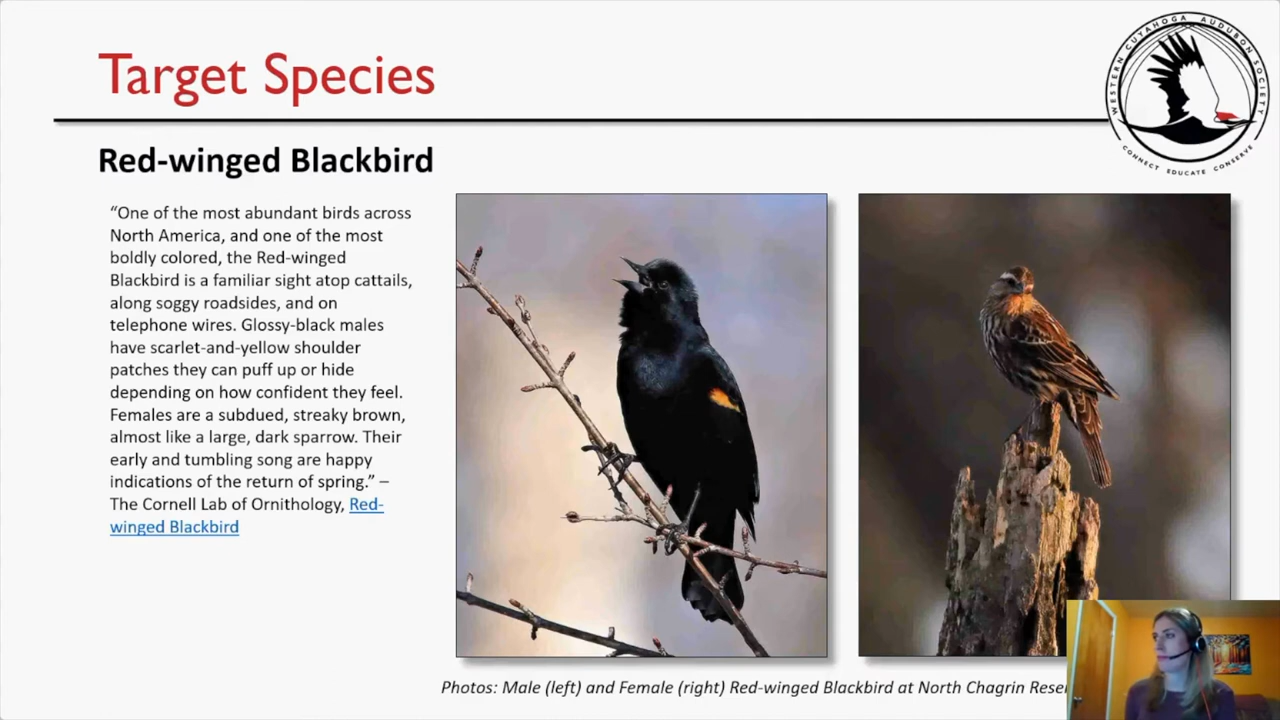 Target Species
WESTERN CUYAHOGA AUDUBON SOCIETY
CONNECT EDUCATE CONSERVE
Red-winged Blackbird
“One of the most abundant birds across
North America, and one of the most
boldly colored, the Red-winged
Blackbird is a familiar sight atop cattails,
along soggy roadsides, and on
telephone wires. Glossy-black males
have scarlet-and-yellow shoulder
patches they can puff up or hide
depending on how confident they feel.
Females are a subdued, streaky brown,
almost like a large, dark sparrow. Their
early and tumbling song are happy
indications of the return of spring.” –
The Cornell Lab of Ornithology, Red-
winged Blackbird
Photos: Male (left) and Female (right) Red-winged Blackbird at North Chagrin